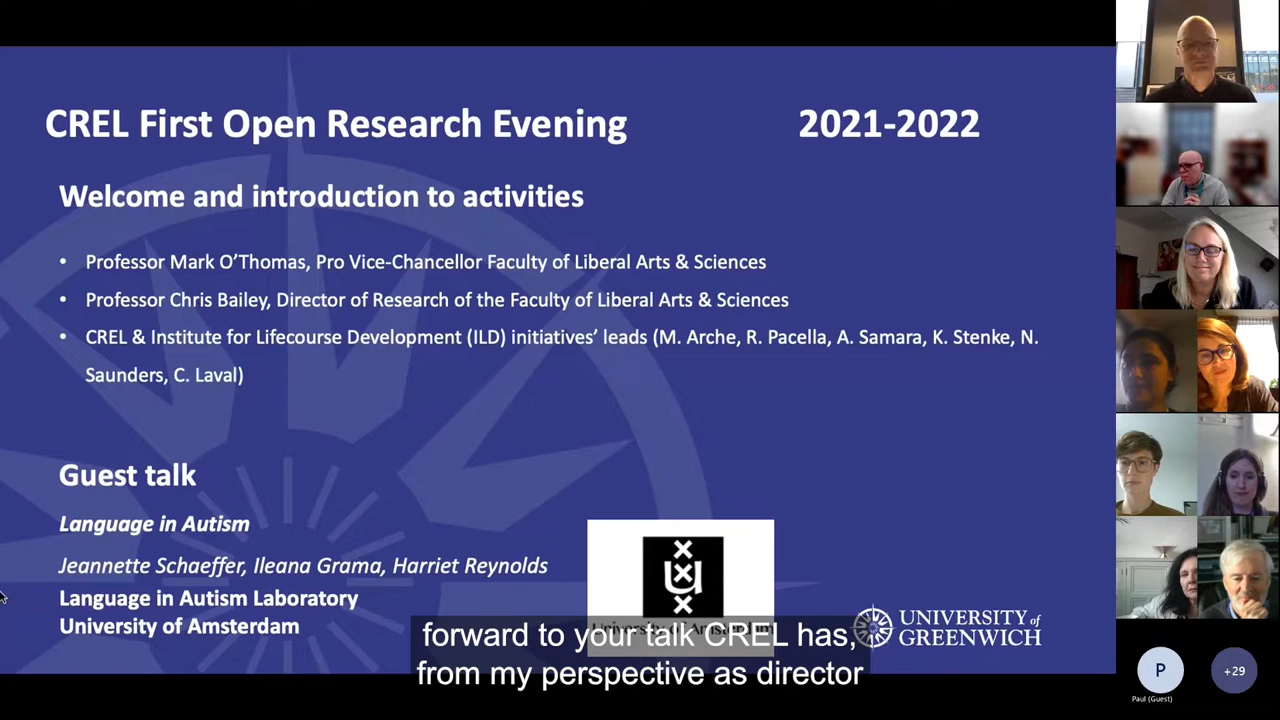 CREL First Open Research Evening 2021-2022
Welcome and introduction to activities
• Professor Mark O'Thomas, Pro Vice-Chancellor Faculty of Liberal Arts & Sciences
• Professor Chris Bailey, Director of Research of the Faculty of Liberal Arts & Sciences
• CREL & Institute for Lifecourse Development (ILD) initiatives' leads (M. Arche, R. Pacella, A. Samara, K. Stenke, N.
Saunders, C. Laval)
Guest talk
Language in Autism
Jeannette Schaeffer, Ileana Grama, Harriet Reynolds
Language in Autism Laboratory
University of Amsterdam
U
UNIVERSITY of
GREENWICH
forward to your talk CREL has,
from my perspective as director
P
Paul (Guest)
+29